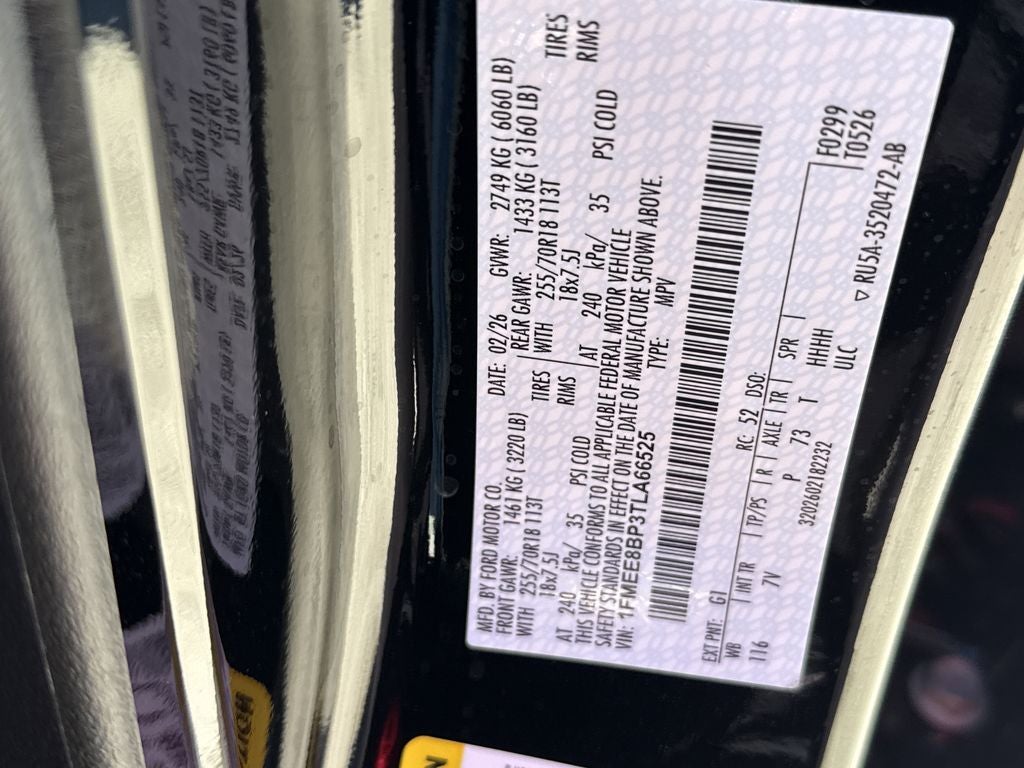 MFD. BY FORD MOTOR CO.
DATE: 02/26 GVWR: 2749 KG ( 6060 LB)
FRONT GAWR: 1461 KG ( 3220 LB)
REAR GAWR: 1433 KG ( 3160 LB)
WITH 255/70R18 113T TIRES
WITH 255/70R18 113T TIRES
18x7.5J RIMS
18x7.5J RIMS
AT 240 kPa/ 35 PSI COLD
AT 240 kPa/ 35 PSI COLD
THIS VEHICLE CONFORMS TO ALL APPLICABLE FEDERAL MOTOR VEHICLE
SAFETY STANDARDS IN EFFECT ON THE DATE OF MANUFACTURE SHOWN ABOVE.
VIN: 1FMEE8BP3TLA66525 TYPE: MPV
EXT PNT: G1 RC: 52 DSO:
WB INT TR TP/PS R AXLE TR SPR
F0299
T0526
116 7V P 73 T HHHH
3202602182232 ULC
▽ RU5A-3520472-AB